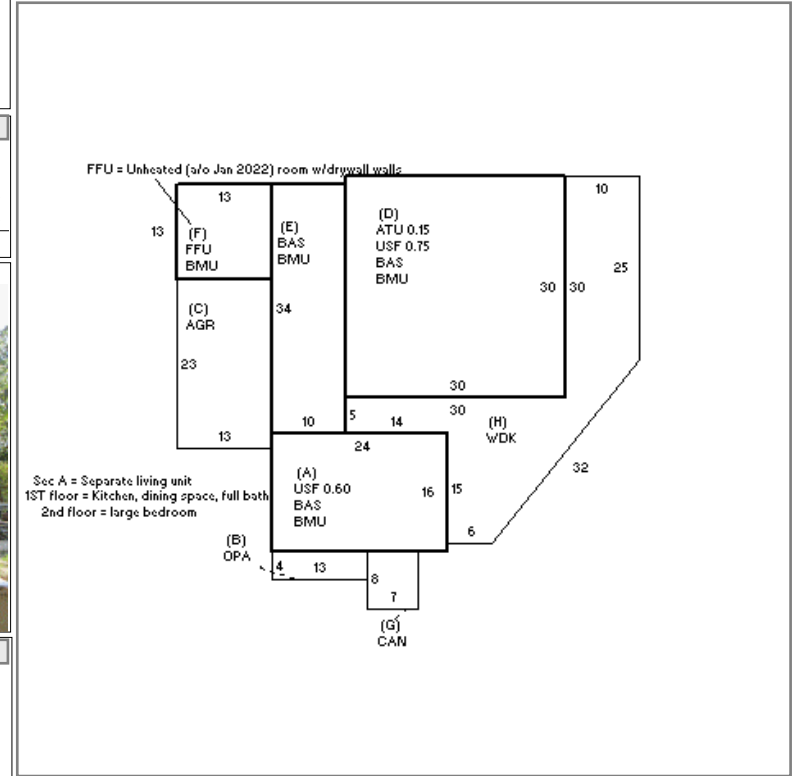 FFU = Unheated (a/o Jan 2022) room w/drywall walls
13
10
13
(F)
FFU
BMU
(E)
BAS
BMU
(D)
ATU 0.15
USF 0.75
BAS
BMU
25
30
30
(C)
AGR
34
23
30
30
5
14
10
13
(H)
WDK
24
32
Sec A = Separate living unit
1ST floor = Kitchen, dining space, full bath
2nd floor = large bedroom
(A)
USF 0.60
BAS
BMU
16
15
6
(B)
OPA
4
13
8
7
(G)
CAN